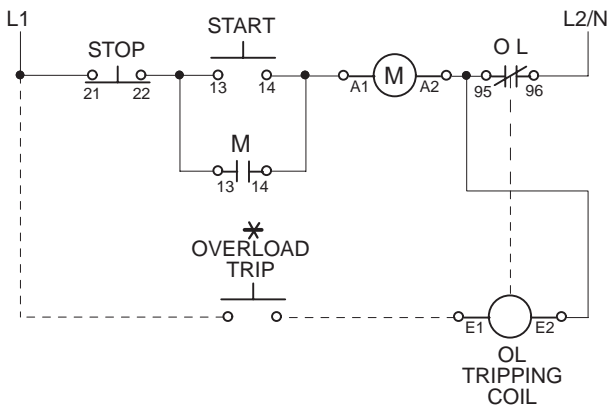 L1
L2/N
STOP
START
O L
21
22
13
14
A1
M
A2
95
96
M
13
14
*
OVERLOAD
TRIP
E1
E2
OL
TRIPPING
COIL